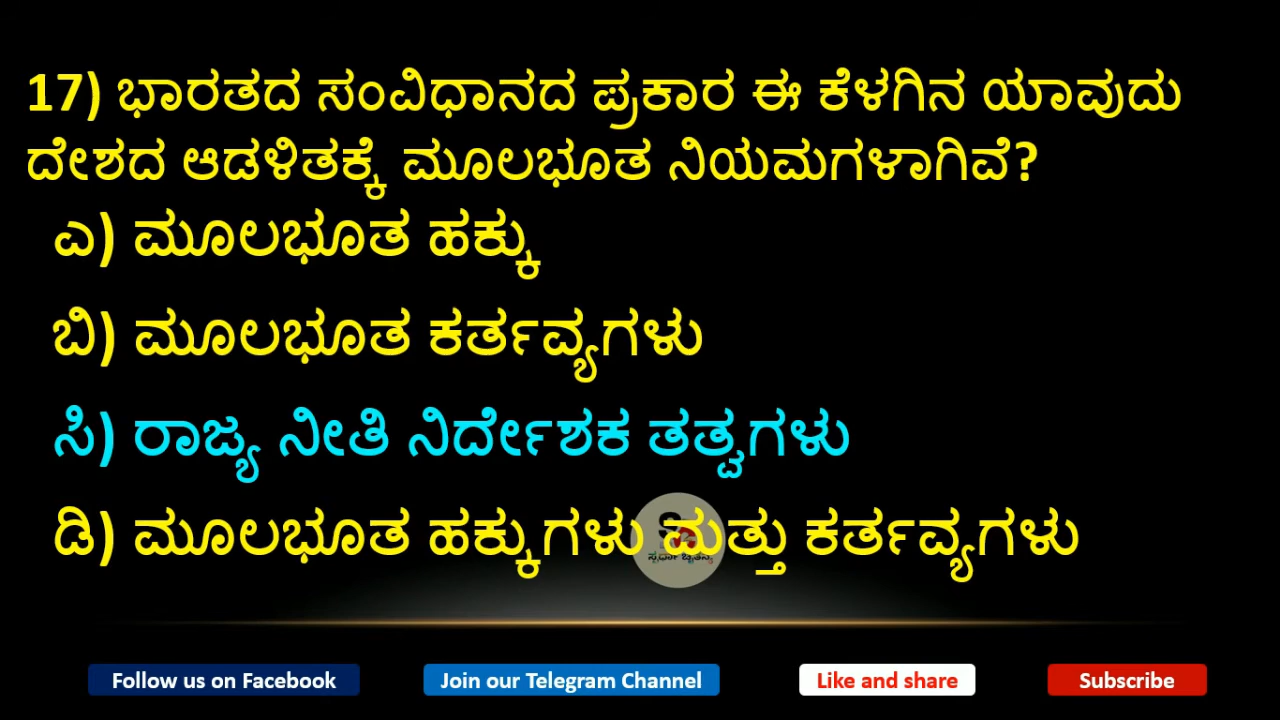 17) ಭಾರತದ ಸಂವಿಧಾನದ ಪ್ರಕಾರ ಈ ಕೆಳಗಿನ ಯಾವುದು
ದೇಶದ ಆಡಳಿತಕ್ಕೆ ಮೂಲಭೂತ ನಿಯಮಗಳಾಗಿವೆ?
ಎ) ಮೂಲಭೂತ ಹಕ್ಕು
ಬಿ) ಮೂಲಭೂತ ಕರ್ತವ್ಯಗಳು
ಸಿ) ರಾಜ್ಯ ನೀತಿ ನಿರ್ದೇಶಕ ತತ್ವಗಳು
ಡಿ) ಮೂಲಭೂತ ಹಕ್ಕುಗಳು ಮತ್ತು ಕರ್ತವ್ಯಗಳು
ಸ್ಪರ್ಧಾ ಚೈತನ್ಯ
Follow us on Facebook Join our Telegram Channel Like and share Subscribe